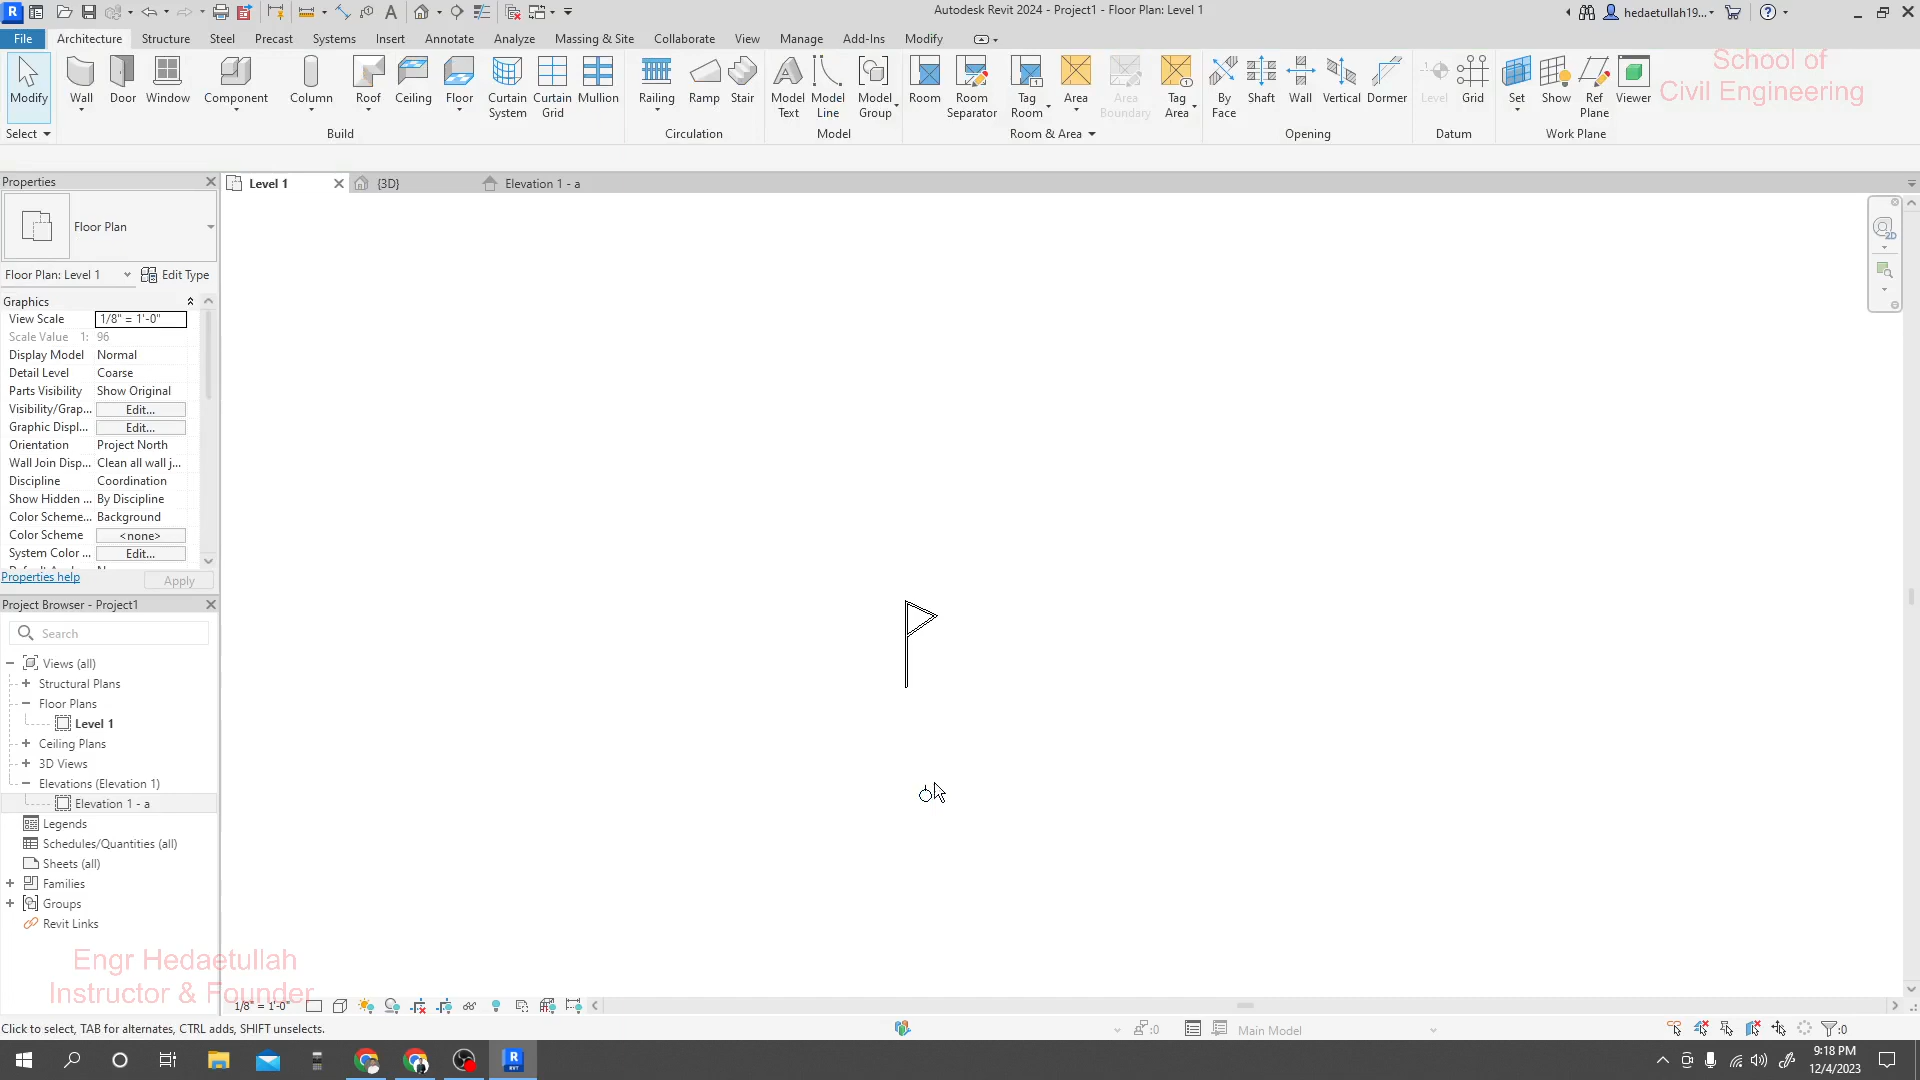 Autodesk Revit 2024 - Project1 - Floor Plan: Level 1
hedaetullah19...
File
Architecture
Structure
Steel
Precast
Systems
Insert
Annotate
Analyze
Massing & Site
Collaborate
View
Manage
Add-Ins
Modify
School of
Civil Engineering
Modify
Wall
Door
Window
Component
Column
Roof
Ceiling
Floor
Curtain System
Curtain Grid
Mullion
Railing
Ramp
Stair
Model Text
Model Line
Model Group
Room
Room Separator
Tag Room
Area
Area Boundary
Tag Area
By Face
Shaft
Wall
Vertical
Dormer
Level
Grid
Set
Show
Ref Plane
Viewer
Select
Build
Circulation
Model
Room & Area
Opening
Datum
Work Plane
Properties
Level 1
{3D}
Elevation 1 - a
Floor Plan
Floor Plan: Level 1
Edit Type
Graphics
View Scale 1/8" = 1'-0"
Scale Value 1: 96
Display Model Normal
Detail Level Coarse
Parts Visibility Show Original
Visibility/Grap... Edit...
Graphic Displ... Edit...
Orientation Project North
Wall Join Disp... Clean all wall j...
Discipline Coordination
Show Hidden ... By Discipline
Color Scheme... Background
Color Scheme <none>
System Color ... Edit...
Properties help
Apply
Project Browser - Project1
Search
Views (all)
Structural Plans
Floor Plans
Level 1
Ceiling Plans
3D Views
Elevations (Elevation 1)
Elevation 1 - a
Legends
Schedules/Quantities (all)
Sheets (all)
Families
Groups
Revit Links
Engr Hedaetullah
Instructor & Founder
1/8" = 1'-0"
Click to select, TAB for alternates, CTRL adds, SHIFT unselects.
:0
Main Model
:0
9:18 PM
12/4/2023